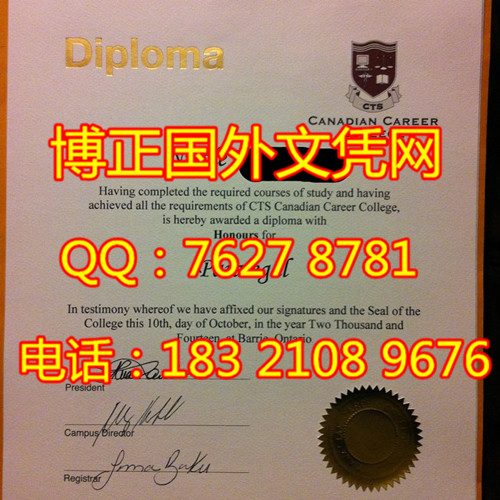 Diploma
CTS
CANADIAN CAREER
博正国外文凭网
Having completed the required courses of study and having
achieved all the requirements of CTS Canadian Career College,
is hereby awarded a diploma with
Honours for
QQ：7627 8781
In testimony whereof we have affixed our signatures and the Seal of the
College this 10th, day of October, in the year Two Thousand and
Fourteen, at Barrie, Ontario
电话：183 2108 9676
President
Campus Director
Registrar